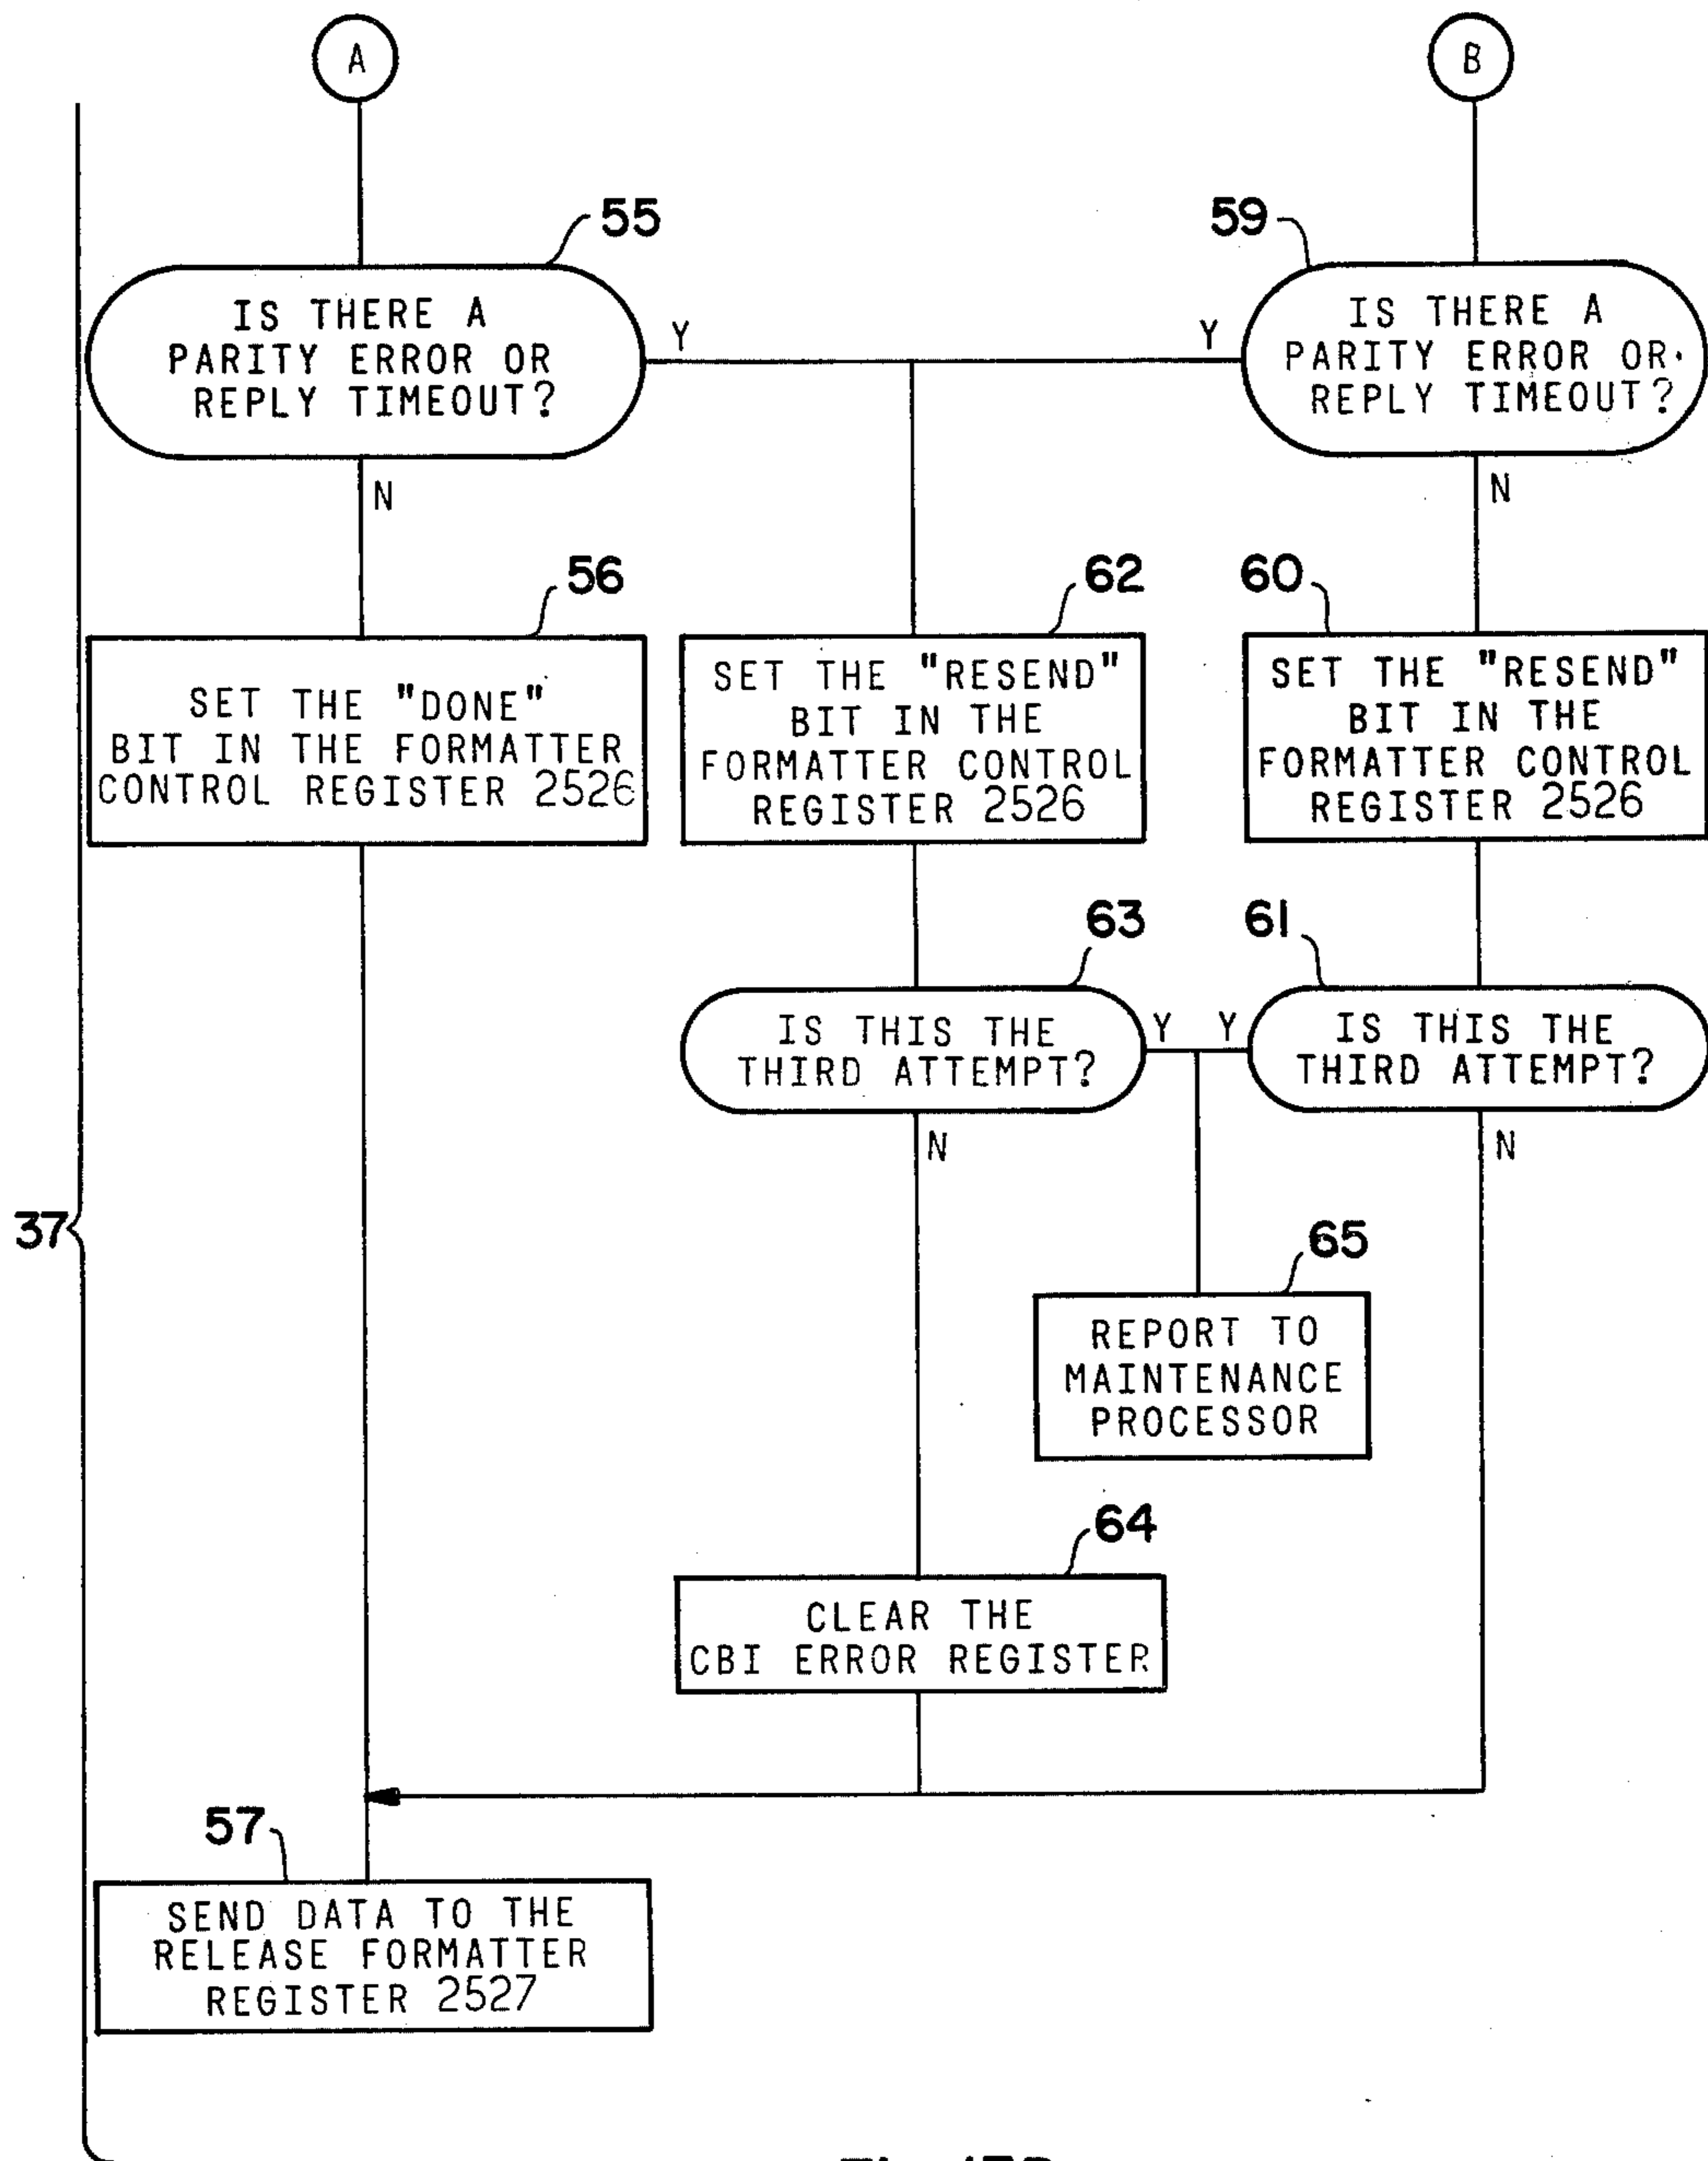 A
B
55
59
IS THERE A
PARITY ERROR OR
REPLY TIMEOUT?
Y
Y
IS THERE A
PARITY ERROR OR
REPLY TIMEOUT?
N
N
56
62
60
SET THE "DONE"
BIT IN THE FORMATTER
CONTROL REGISTER 2526
SET THE "RESEND"
BIT IN THE
FORMATTER CONTROL
REGISTER 2526
SET THE "RESEND"
BIT IN THE
FORMATTER CONTROL
REGISTER 2526
63
61
IS THIS THE
THIRD ATTEMPT?
Y
Y
IS THIS THE
THIRD ATTEMPT?
N
N
37
65
REPORT TO
MAINTENANCE
PROCESSOR
64
CLEAR THE
CBI ERROR REGISTER
57
SEND DATA TO THE
RELEASE FORMATTER
REGISTER 2527